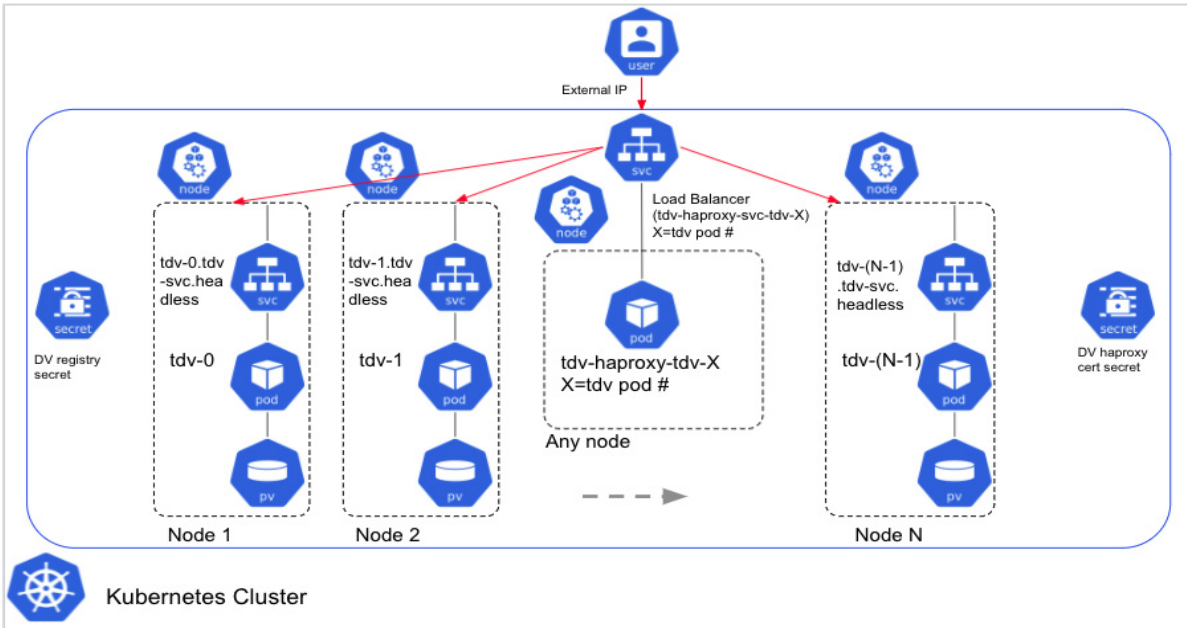 user
External IP
svc
node
node
node
node
Load Balancer
(tdv-haproxy-svc-tdv-X)
X=tdv pod #
tdv-0.tdv
-svc.hea
dless
svc
tdv-1.tdv
-svc.hea
dless
svc
tdv-(N-1)
.tdv-svc.
headless
svc
secret
DV registry
secret
tdv-0
pod
tdv-1
pod
pod
tdv-haproxy-tdv-X
X=tdv pod #
tdv-(N-1)
pod
secret
DV haproxy
cert secret
Any node
pv
pv
pv
Node 1
Node 2
Node N
Kubernetes Cluster